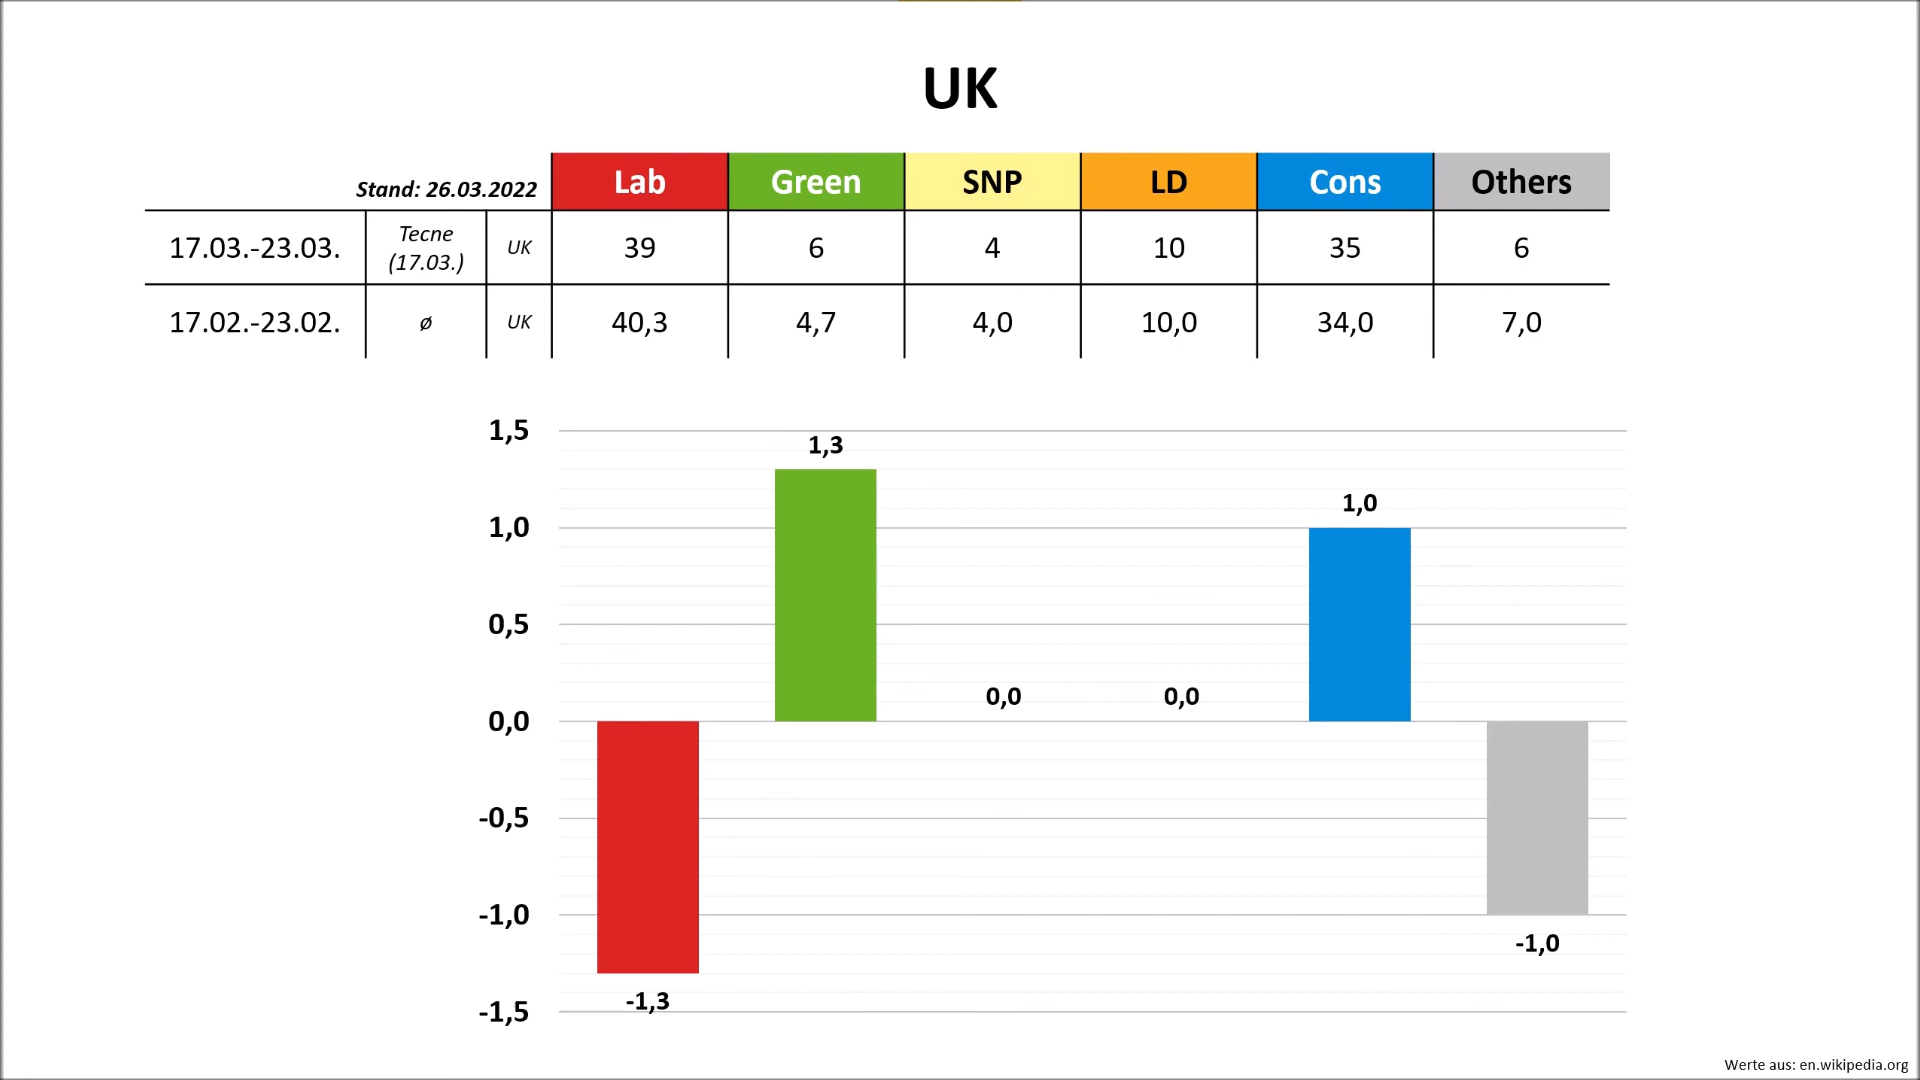 UK
Stand: 26.03.2022 Lab Green SNP LD Cons Others
17.03.-23.03. Tecne (17.03.) UK 39 6 4 10 35 6
17.02.-23.02. ø UK 40,3 4,7 4,0 10,0 34,0 7,0
1,5
1,3
1,0
1,0
0,5
0,0
0,0
0,0
-0,5
-1,0
-1,0
-1,3
-1,5
Werte aus: en.wikipedia.org